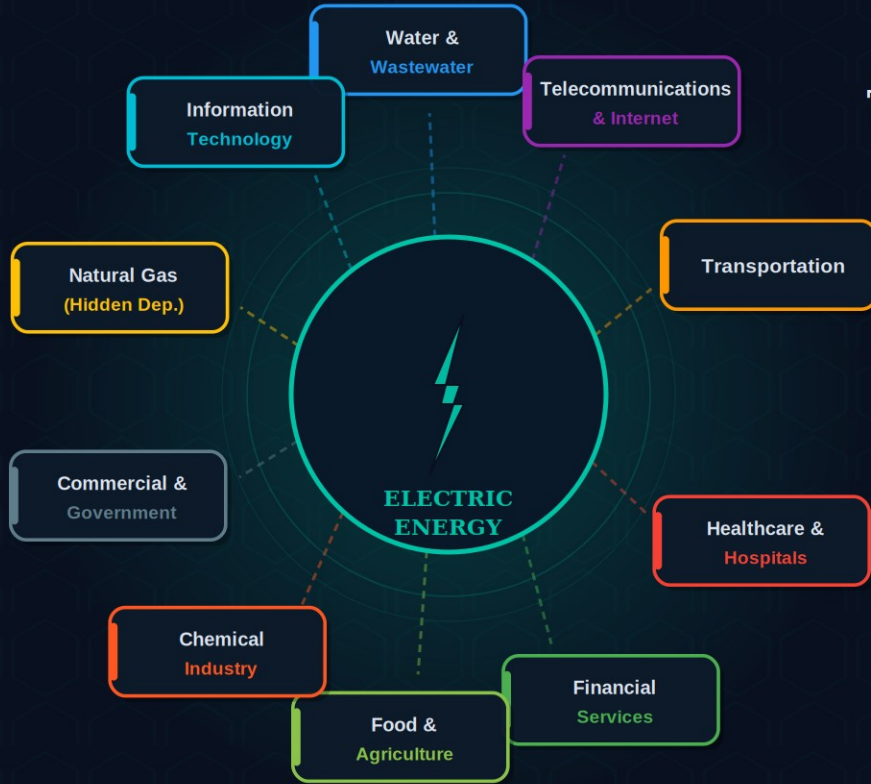 Water &
Wastewater
Telecommunications
& Internet
Information
Technology
Transportation
Natural Gas
(Hidden Dep.)
Commercial &
Government
ELECTRIC
ENERGY
Healthcare &
Hospitals
Chemical
Industry
Financial
Services
Food &
Agriculture